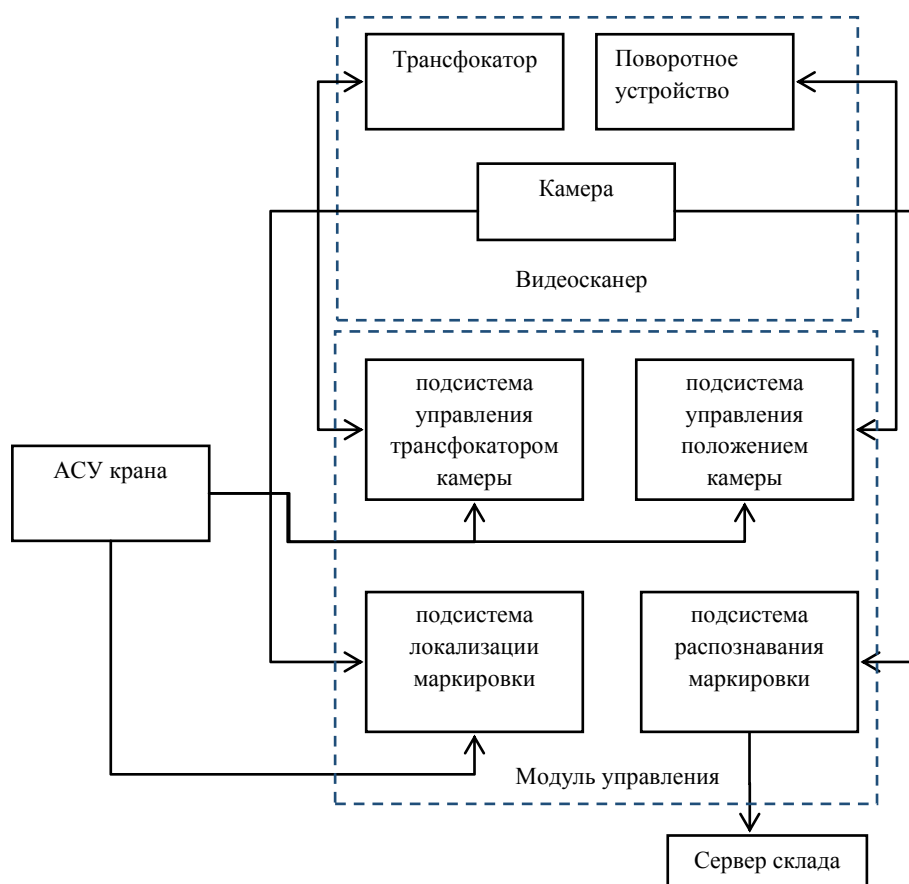 Трансфокатор
Поворотное
устройство
Камера
Видеосканер
подсистема
управления
трансфокатором
камеры
подсистема
управления
положением
камеры
АСУ крана
подсистема
локализации
маркировки
подсистема
распознавания
маркировки
Модуль управления
Сервер склада